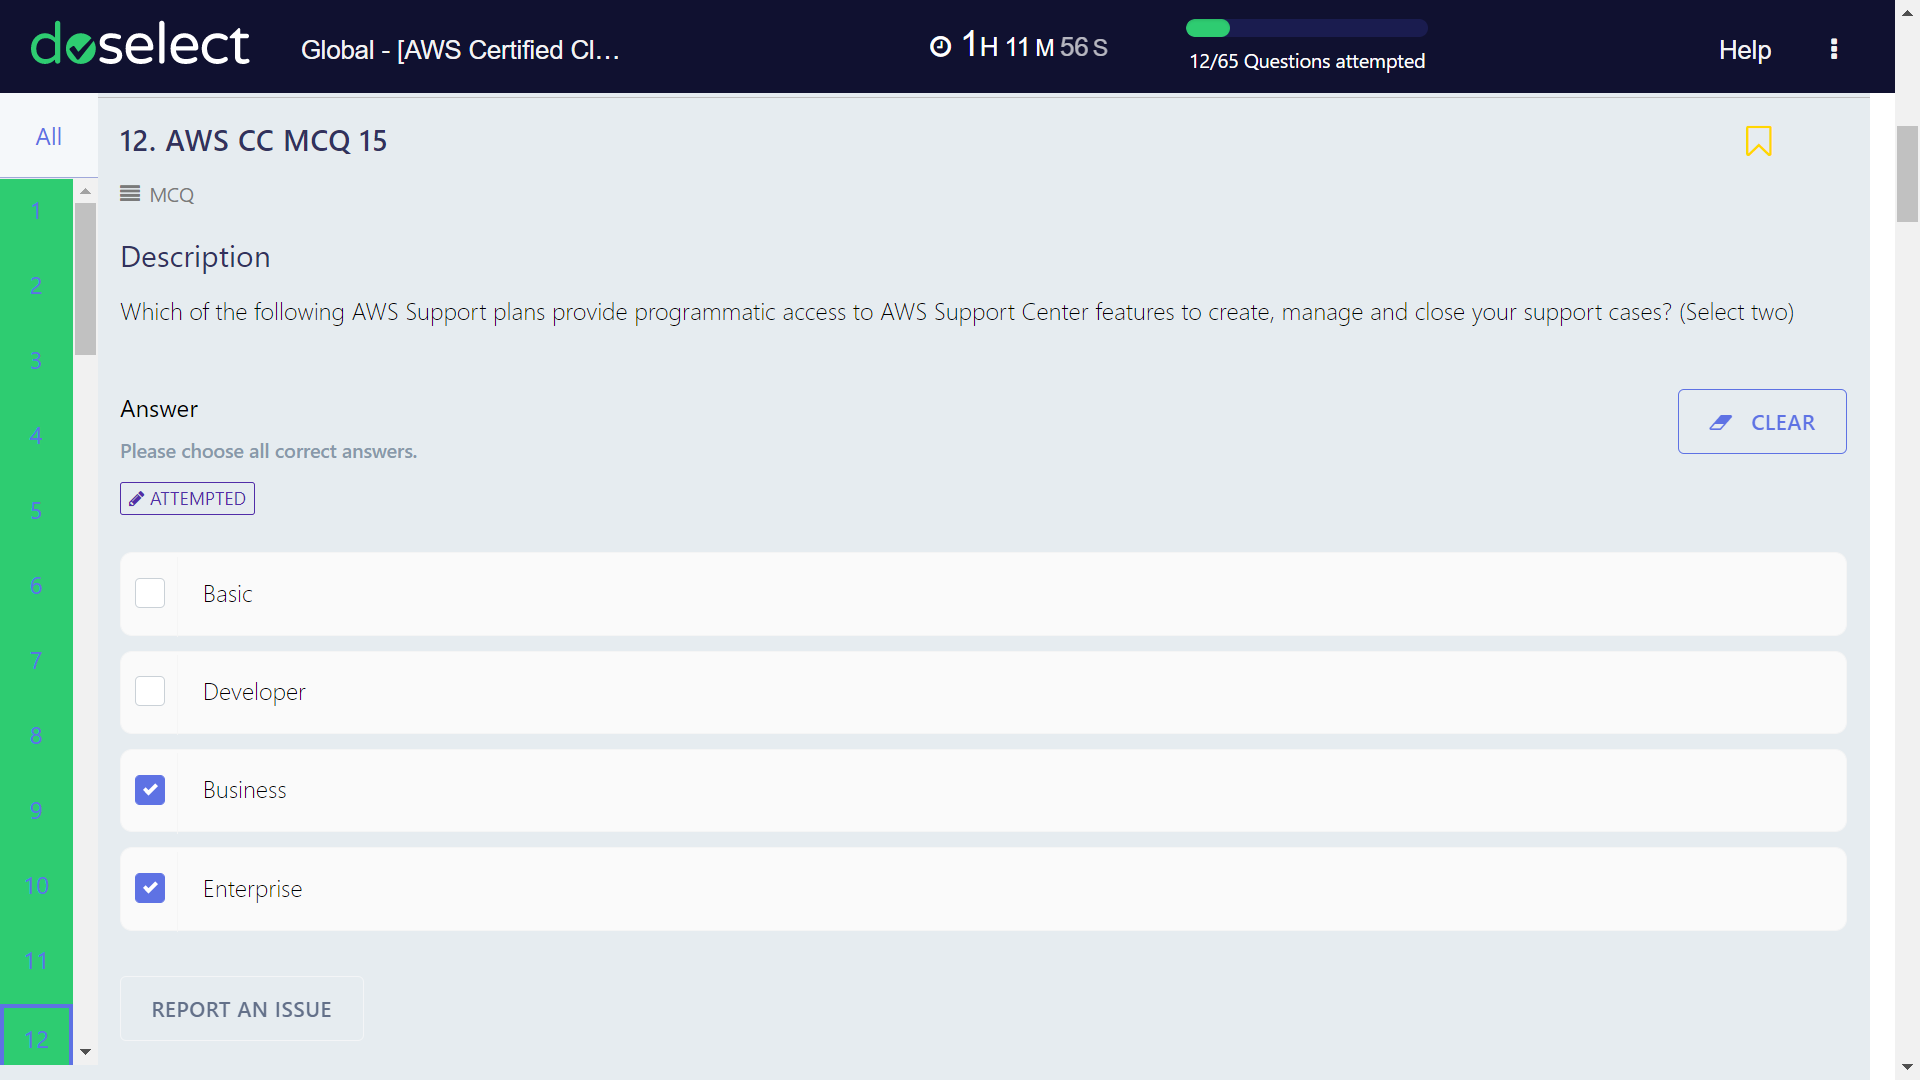 doselect
Global - [AWS Certified Cl...
1H 11 M 56 S
12/65 Questions attempted
Help
All
1
2
3
4
5
6
7
8
9
10
11
12
12. AWS CC MCQ 15
MCQ
Description
Which of the following AWS Support plans provide programmatic access to AWS Support Center features to create, manage and close your support cases? (Select two)
Answer
CLEAR
Please choose all correct answers.
ATTEMPTED
Basic
Developer
Business
Enterprise
REPORT AN ISSUE